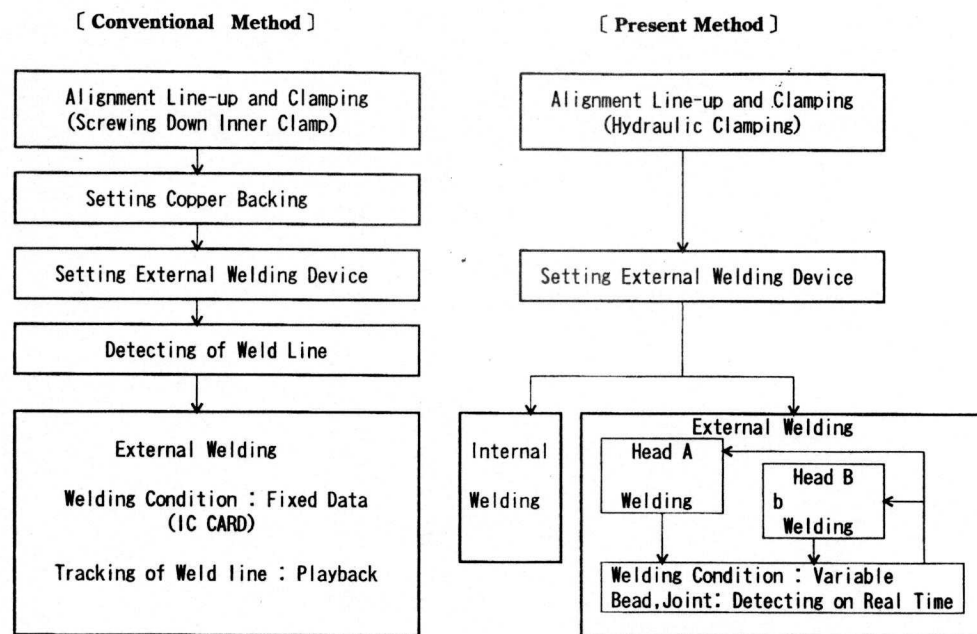 〔 Conventional Method 〕
Alignment Line-up and Clamping
(Screwing Down Inner Clamp)
Setting Copper Backing
Setting External Welding Device
Detecting of Weld Line
External Welding
Welding Condition : Fixed Data
(IC CARD)
Tracking of Weld line : Playback
〔 Present Method 〕
Alignment Line-up and Clamping
(Hydraulic Clamping)
Setting External Welding Device
Internal
Welding
External Welding
Head A
Welding
Head B
b
Welding
Welding Condition : Variable
Bead,Joint: Detecting on Real Time